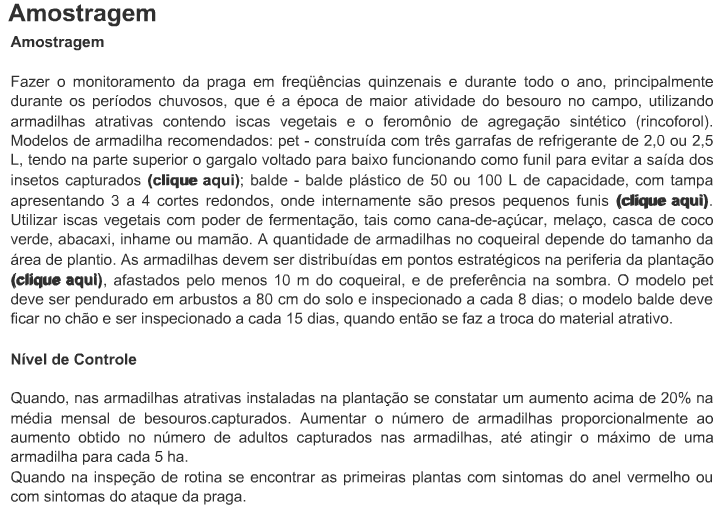 Amostragem
Amostragem
Fazer o monitoramento da praga em freqüências quinzenais e durante todo o ano, principalmente
durante os períodos chuvosos, que é a época de maior atividade do besouro no campo, utilizando
armadilhas atrativas contendo iscas vegetais e o feromônio de agregação sintético (rincoforol).
Modelos de armadilha recomendados: pet - construída com três garrafas de refrigerante de 2,0 ou 2,5
L, tendo na parte superior o gargalo voltado para baixo funcionando como funil para evitar a saída dos
insetos capturados (clique aqui); balde - balde plástico de 50 ou 100 L de capacidade, com tampa
apresentando 3 a 4 cortes redondos, onde internamente são presos pequenos funis (clique aqui).
Utilizar iscas vegetais com poder de fermentação, tais como cana-de-açúcar, melaço, casca de coco
verde, abacaxi, inhame ou mamão. A quantidade de armadilhas no coqueiral depende do tamanho da
área de plantio. As armadilhas devem ser distribuídas em pontos estratégicos na periferia da plantação
(clique aqui), afastados pelo menos 10 m do coqueiral, e de preferência na sombra. O modelo pet
deve ser pendurado em arbustos a 80 cm do solo e inspecionado a cada 8 dias; o modelo balde deve
ficar no chão e ser inspecionado a cada 15 dias, quando então se faz a troca do material atrativo.
Nível de Controle
Quando, nas armadilhas atrativas instaladas na plantação se constatar um aumento acima de 20% na
média mensal de besouros.capturados. Aumentar o número de armadilhas proporcionalmente ao
aumento obtido no número de adultos capturados nas armadilhas, até atingir o máximo de uma
armadilha para cada 5 ha.
Quando na inspeção de rotina se encontrar as primeiras plantas com sintomas do anel vermelho ou
com sintomas do ataque da praga.